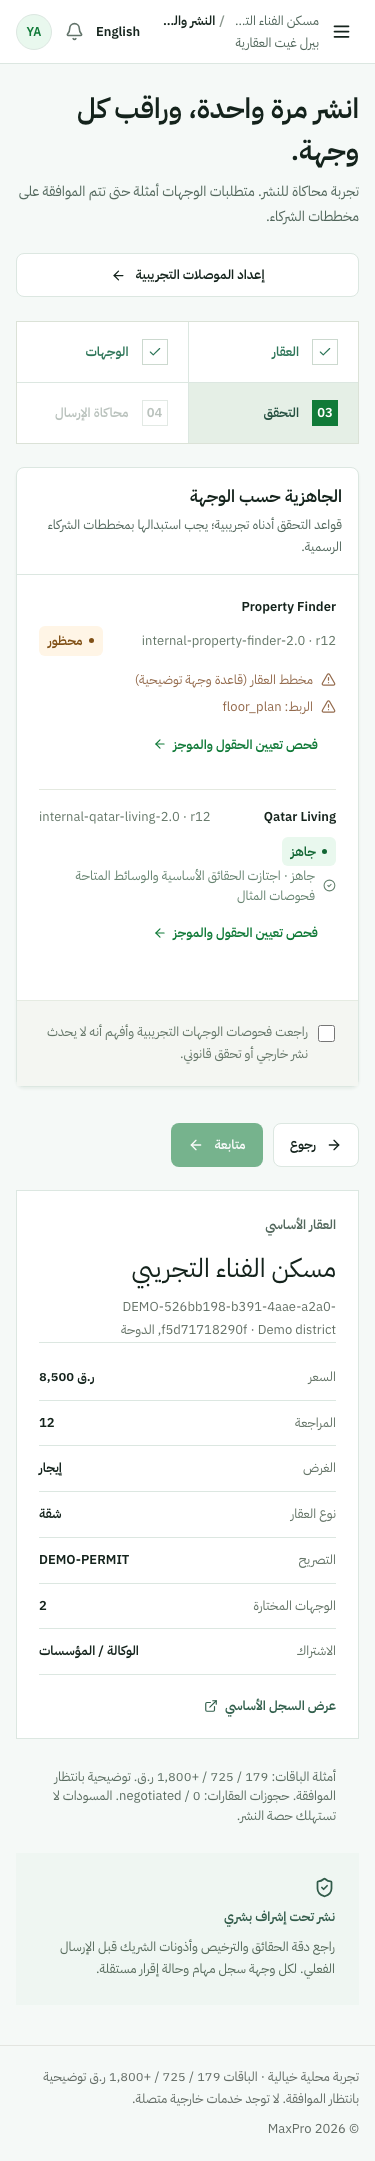 مسكن الفناء الت... / النشر وال...
بيرل غيت العقارية
English
YA
انشر مرة واحدة، وراقب كل
وجهة.
تجربة محاكاة للنشر. متطلبات الوجهات أمثلة حتى تتم الموافقة على
مخططات الشركاء.
إعداد الموصلات التجريبية
العقار
الوجهات
03 التحقق
04 محاكاة الإرسال
الجاهزية حسب الوجهة
قواعد التحقق أدناه تجريبية؛ يجب استبدالها بمخططات الشركاء
الرسمية.
Property Finder
internal-property-finder-2.0 · r12
محظور
مخطط العقار (قاعدة وجهة توضيحية)
الربط: floor_plan
فحص تعيين الحقول والموجز
Qatar Living
internal-qatar-living-2.0 · r12
جاهز
جاهز · اجتازت الحقائق الأساسية والوسائط المتاحة
فحوصات المثال
فحص تعيين الحقول والموجز
راجعت فحوصات الوجهات التجريبية وأفهم أنه لا يحدث
نشر خارجي أو تحقق قانوني.
رجوع
متابعة
العقار الأساسي
مسكن الفناء التجريبي
DEMO-526bb198-b391-4aae-a2a0-
f5d71718290f · Demo district, الدوحة
السعر 8,500 ر.ق
المراجعة 12
الغرض إيجار
نوع العقار شقة
التصريح DEMO-PERMIT
الوجهات المختارة 2
الاشتراك الوكالة / المؤسسات
عرض السجل الأساسي
أمثلة الباقات: 179 / 725 / +1,800 ر.ق. توضيحية بانتظار
الموافقة. حجوزات العقارات: 0 / negotiated. المسودات لا
تستهلك حصة النشر.
نشر تحت إشراف بشري
راجع دقة الحقائق والترخيص وأذونات الشريك قبل الإرسال
الفعلي. لكل وجهة سجل مهام وحالة إقرار مستقلة.
تجربة محلية خيالية · الباقات 179 / 725 / +1,800 ر.ق توضيحية
بانتظار الموافقة. لا توجد خدمات خارجية متصلة.
© 2026 MaxPro